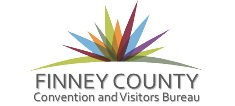 FINNEY COUNTY
Convention and Visitors Bureau